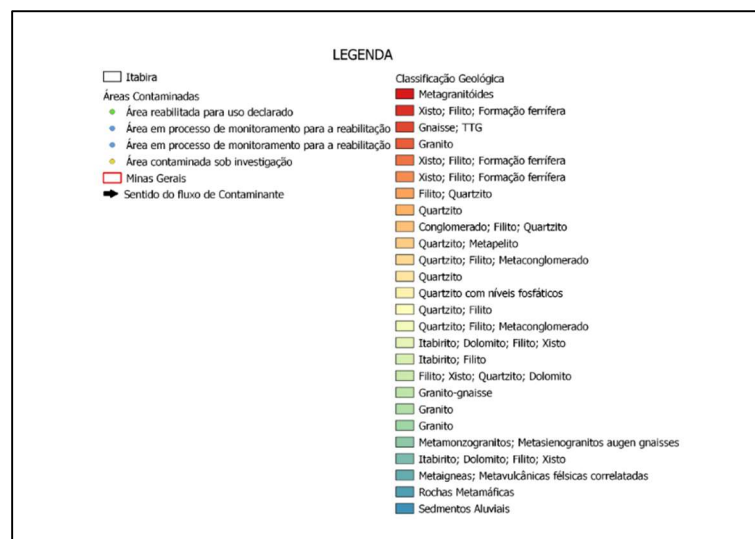 LEGENDA
Itabira
Áreas Contaminadas
Área reabilitada para uso declarado
Área em processo de monitoramento para a reabilitação
Área em processo de monitoramento para a reabilitação
Área contaminada sob investigação
Minas Gerais
Sentido do fluxo de Contaminante
Classificação Geológica
Metagranitóides
Xisto; Filito; Formação ferrífera
Gnaisse; TTG
Granito
Xisto; Filito; Formação ferrífera
Xisto; Filito; Formação ferrífera
Filito; Quartzito
Quartzito
Conglomerado; Filito; Quartzito
Quartzito; Metapelito
Quartzito; Filito; Metaconglomerado
Quartzito
Quartzito com níveis fosfáticos
Quartzito; Filito
Quartzito; Filito; Metaconglomerado
Itabirito; Dolomito; Filito; Xisto
Itabirito; Filito
Filito; Xisto; Quartzito; Dolomito
Granito-gnaisse
Granito
Granito
Metamonzogranitos; Metasienogranitos augen gnaisses
Itabirito; Dolomito; Filito; Xisto
Metaigneas; Metavulcânicas félsicas correlatadas
Rochas Metamáficas
Sedmentos Aluviais